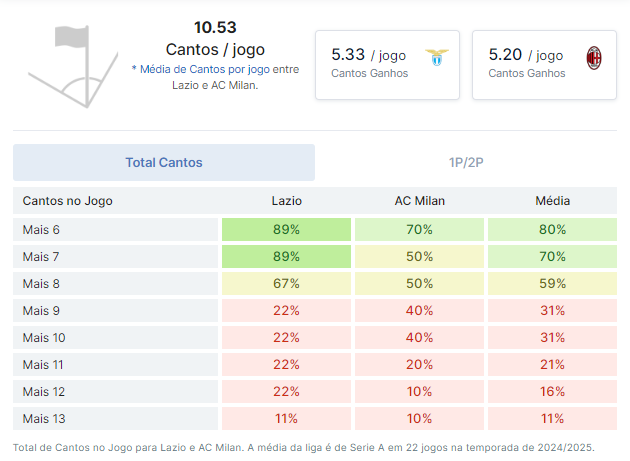 10.53
Cantos / jogo
* Média de Cantos por jogo entre
Lazio e AC Milan.
5.33 / jogo
Cantos Ganhos
5.20 / jogo
Cantos Ganhos
Total Cantos
1P/2P
Cantos no Jogo Lazio AC Milan Média
Mais 6 89% 70% 80%
Mais 7 89% 50% 70%
Mais 8 67% 50% 59%
Mais 9 22% 40% 31%
Mais 10 22% 40% 31%
Mais 11 22% 20% 21%
Mais 12 22% 10% 16%
Mais 13 11% 10% 11%
Total de Cantos no Jogo para Lazio e AC Milan. A média da liga é de Serie A em 22 jogos na temporada de 2024/2025.